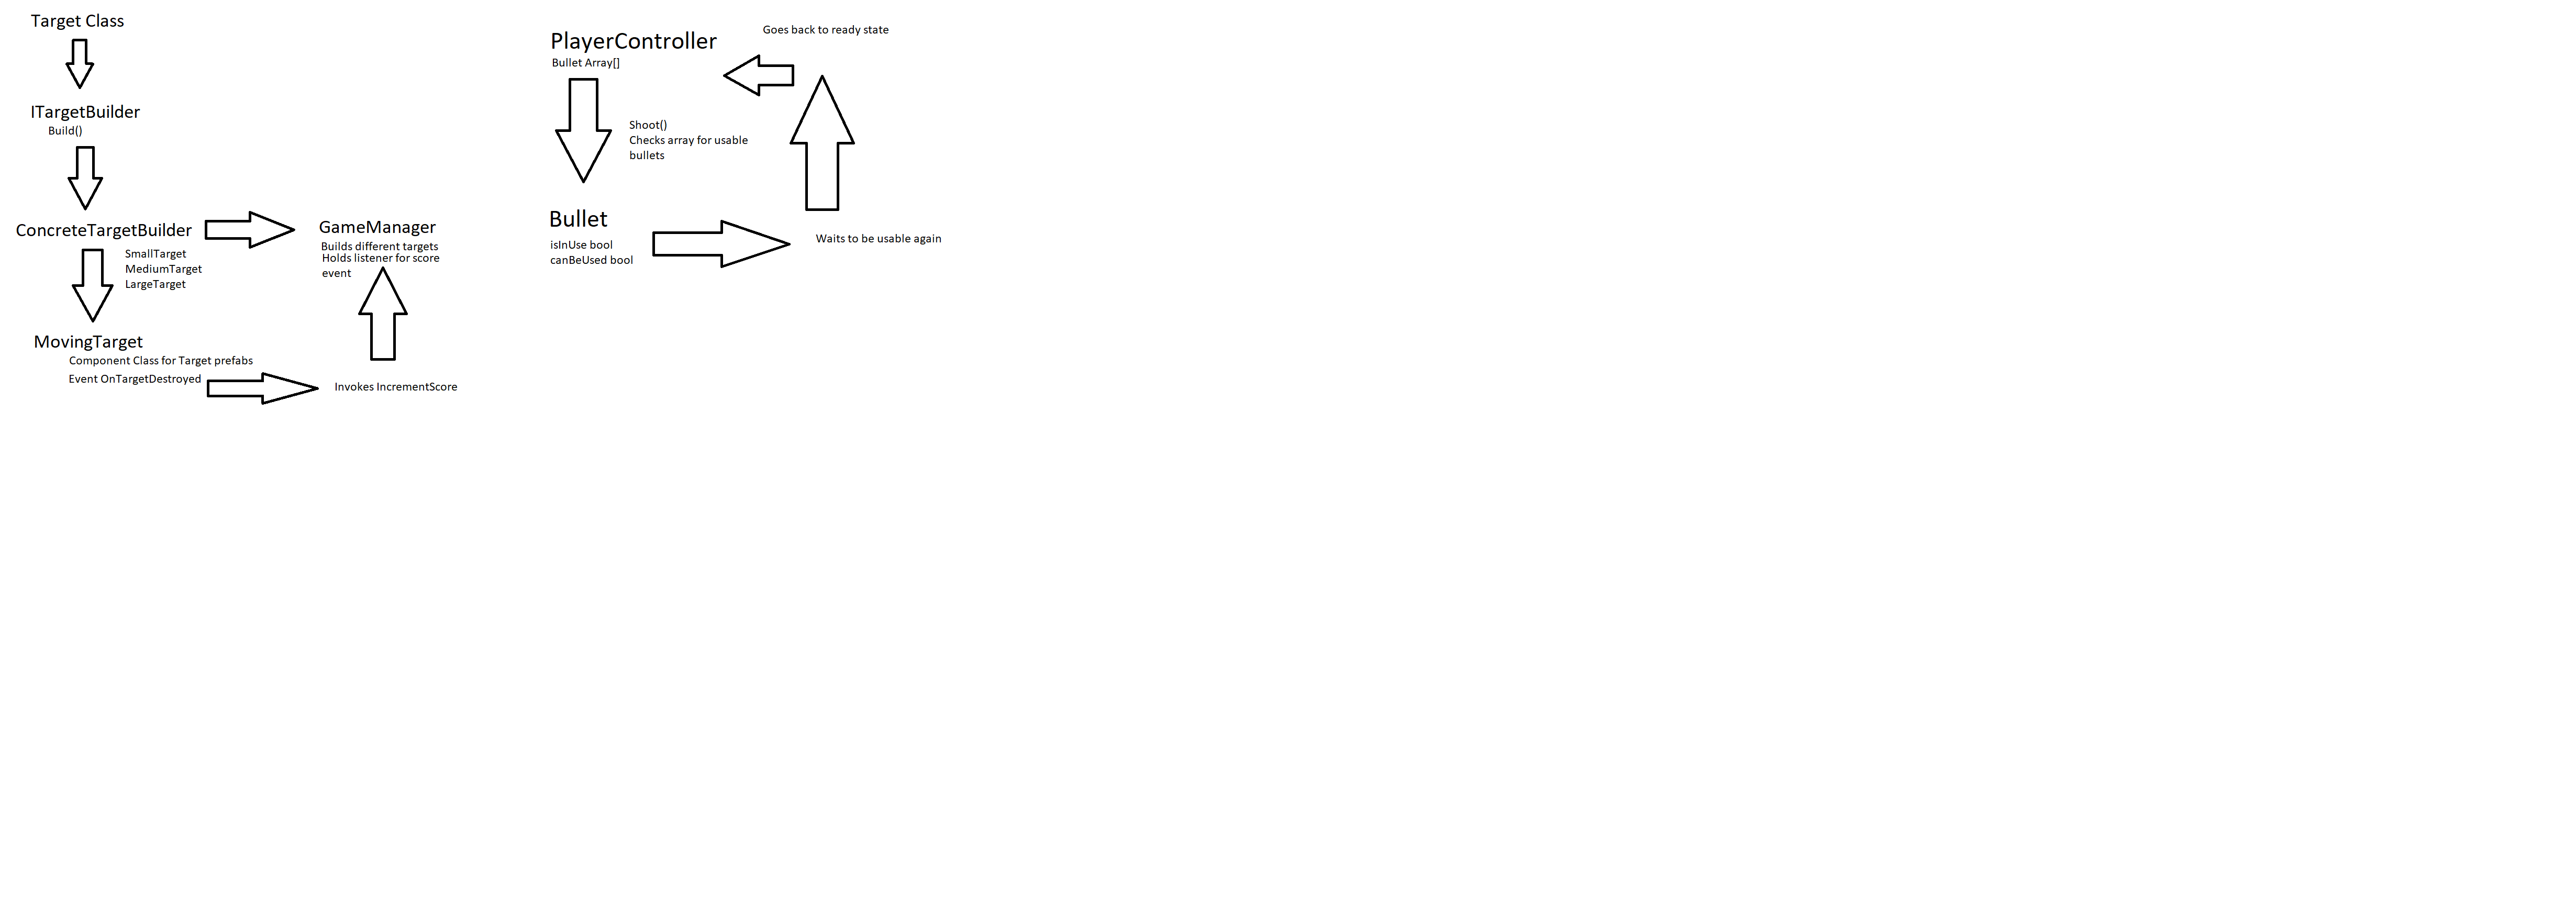 Target Class
ITargetBuilder
Build()
ConcreteTargetBuilder
SmallTarget
MediumTarget
LargeTarget
GameManager
Builds different targets
Holds listener for score
event
MovingTarget
Component Class for Target prefabs
Event OnTargetDestroyed
Invokes IncrementScore
PlayerController
Bullet Array[]
Goes back to ready state
Shoot()
Checks array for usable
bullets
Bullet
isInUse bool
canBeUsed bool
Waits to be usable again